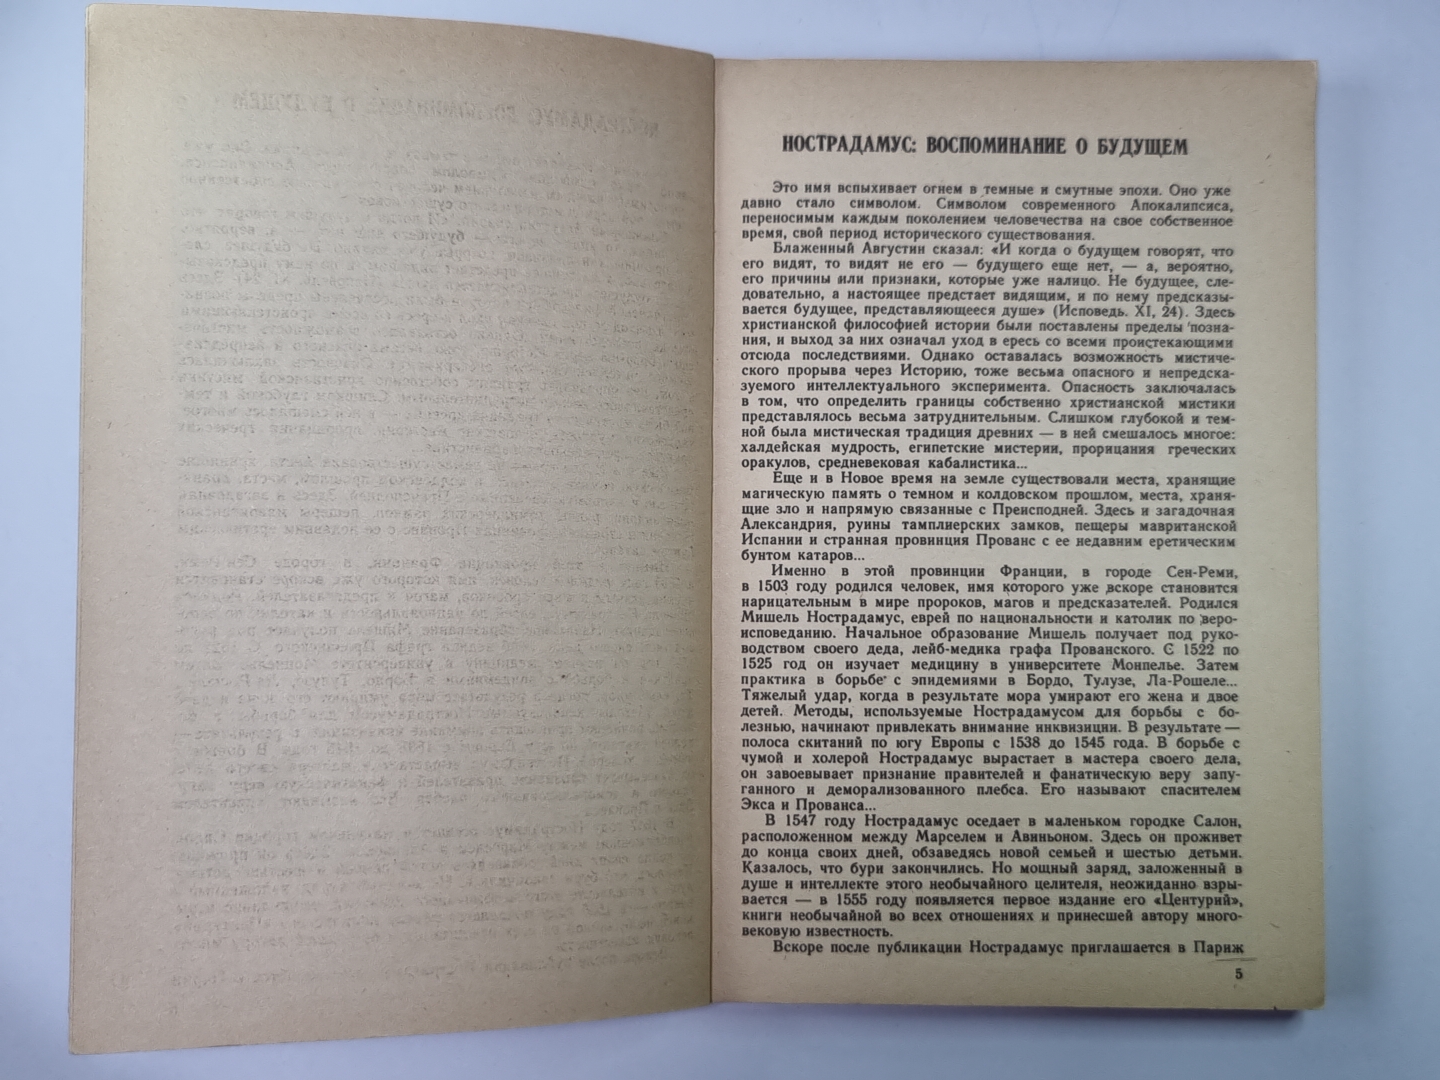 НОСТРАДАМУС: ВОСПОМИНАНИЕ О БУДУЩЕМ
Это имя вспыхивает огнем в темные и смутные эпохи. Оно уже
давно стало символом. Символом современного Апокалипсиса,
переносимым каждым поколением человечества на свое собственное
время, свой период исторического существования.
Блаженный Августин сказал: «И когда о будущем говорят, что
его видят, то видят не его — будущего еще нет, — а, вероятно,
его причины или признаки, которые уже налицо. Не будущее, сле-
довательно, а настоящее предстает видящим, и по нему предсказы-
вается будущее, представляющееся душе» (Исповедь. XI, 24). Здесь
христианской философией истории были поставлены пределы позна-
ния, и выход за них означал уход в ересь со всеми проистекающими
отсюда последствиями. Однако оставалась возможность мистиче-
ского прорыва через Историю, тоже весьма опасного и непредска-
зуемого интеллектуального эксперимента. Опасность заключалась
в том, что определить границы собственно христианской мистики
представлялось весьма затруднительным. Слишком глубокой и тем-
ной была мистическая традиция древних — в ней смешалось многое:
халдейская мудрость, египетские мистерии, прорицания греческих
оракулов, средневековая кабалистика...
Еще и в Новое время на земле существовали места, хранящие
магическую память о темном и колдовском прошлом, места, храня-
щие зло и напрямую связанные с Преисподней. Здесь и загадочная
Александрия, руины тамплиерских замков, пещеры мавританской
Испании и странная провинция Прованс с ее недавним еретическим
бунтом катаров...
Именно в этой провинции Франции, в городе Сен-Реми,
в 1503 году родился человек, имя которого уже вскоре становится
нарицательным в мире пророков, магов и предсказателей. Родился
Мишель Нострадамус, еврей по национальности и католик по веро-
исповеданию. Начальное образование Мишель получает под руко-
водством своего деда, лейб-медика графа Прованского. С 1522 по
1525 год он изучает медицину в университете Монпелье. Затем
практика в борьбе с эпидемиями в Бордо, Тулузе, Ла-Рошеле...
Тяжелый удар, когда в результате мора умирают его жена и двое
детей. Методы, используемые Нострадамусом для борьбы с бо-
лезнью, начинают привлекать внимание инквизиции. В результате —
полоса скитаний по югу Европы с 1538 до 1545 года. В борьбе с
чумой и холерой Нострадамус вырастает в мастера своего дела,
он завоевывает признание правителей и фанатическую веру запу-
ганного и деморализованного плебса. Его называют спасителем
Экса и Прованса...
В 1547 году Нострадамус оседает в маленьком городке Салон,
расположенном между Марселем и Авиньоном. Здесь он проживет
до конца своих дней, обзаведясь новой семьей и шестью детьми.
Казалось, что бури закончились. Но мощный заряд, заложенный в
душе и интеллекте этого необычайного целителя, неожиданно взры-
вается — в 1555 году появляется первое издание его «Центурий»,
книги необычайной во всех отношениях и принесшей автору много-
вековую известность.
Вскоре после публикации Нострадамус приглашается в Париж
5